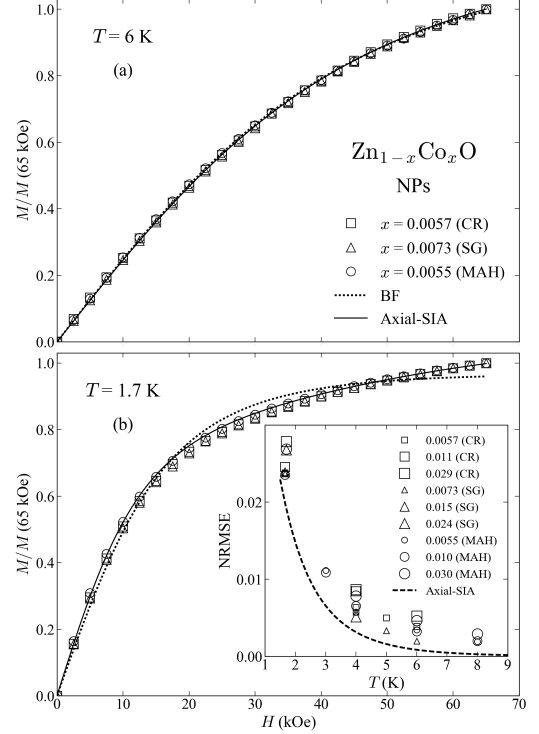 T = 6 K
(a)
Zn1−xCoxO
NPs
x = 0.0057 (CR)
x = 0.0073 (SG)
x = 0.0055 (MAH)
BF
Axial-SIA
M/M (65 kOe)
1.0
0.8
0.6
0.4
0.2
0.0
T = 1.7 K
(b)
M/M (65 kOe)
1.0
0.8
0.6
0.4
0.2
0.0
0 10 20 30 40 50 60 70
H (kOe)
NRMSE
0.02
0.01
0.00
0.0057 (CR)
0.011 (CR)
0.029 (CR)
0.0073 (SG)
0.015 (SG)
0.024 (SG)
0.0055 (MAH)
0.010 (MAH)
0.030 (MAH)
Axial-SIA
1 2 3 4 5 6 7 8 9
T (K)